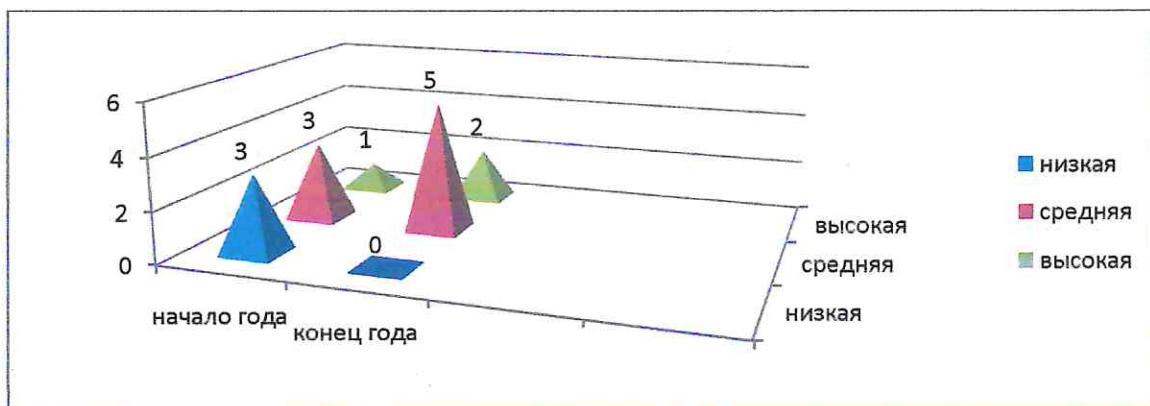 6
4
2
0
3
3
1
5
2
0
начало года
конец года
высокая
средняя
низкая
низкая
средняя
высокая